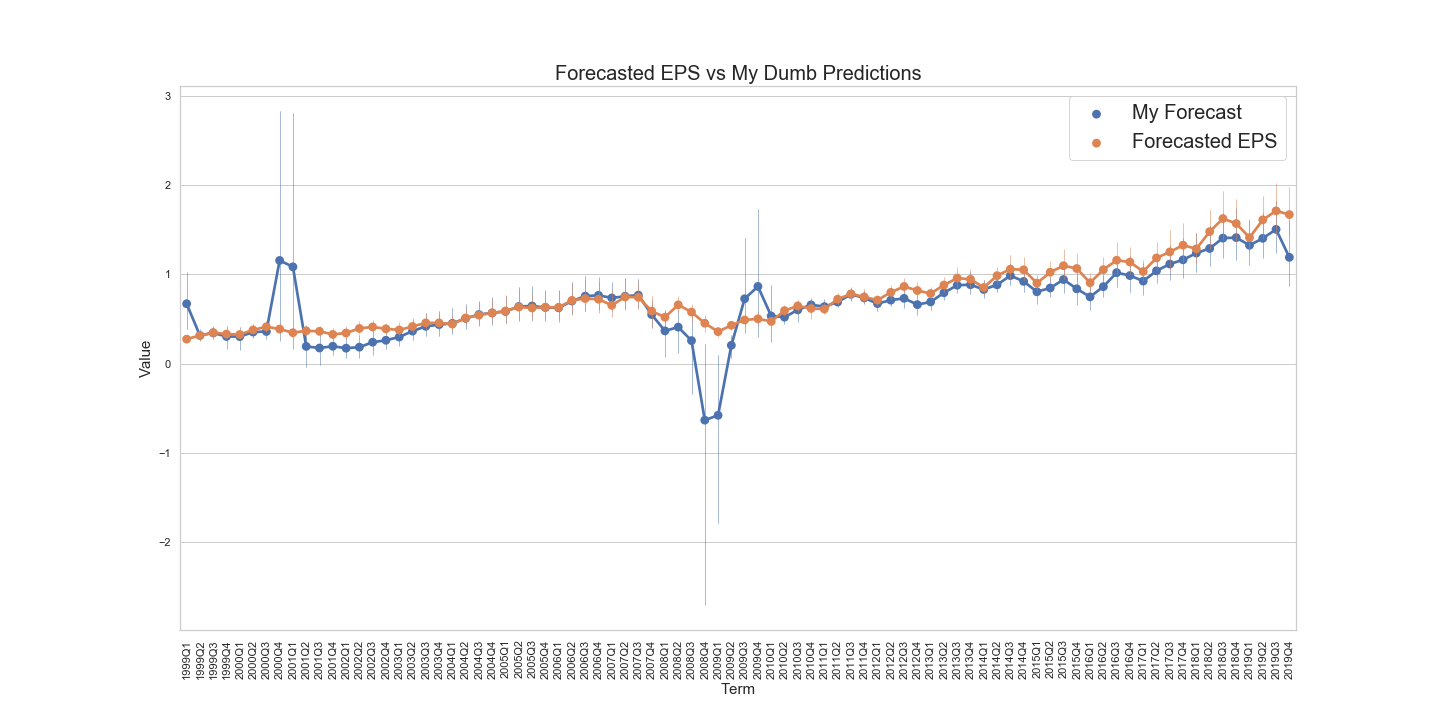 Forecasted EPS vs My Dumb Predictions
My Forecast
Forecasted EPS
Value
3
2
1
0
−1
−2
1999Q1
1999Q2
1999Q3
1999Q4
2000Q1
2000Q2
2000Q3
2000Q4
2001Q1
2001Q2
2001Q3
2001Q4
2002Q1
2002Q2
2002Q3
2002Q4
2003Q1
2003Q2
2003Q3
2003Q4
2004Q1
2004Q2
2004Q3
2004Q4
2005Q1
2005Q2
2005Q3
2005Q4
2006Q1
2006Q2
2006Q3
2006Q4
2007Q1
2007Q2
2007Q3
2007Q4
2008Q1
2008Q2
2008Q3
2008Q4
2009Q1
2009Q2
2009Q3
2009Q4
2010Q1
2010Q2
2010Q3
2010Q4
2011Q1
2011Q2
2011Q3
2011Q4
2012Q1
2012Q2
2012Q3
2012Q4
2013Q1
2013Q2
2013Q3
2013Q4
2014Q1
2014Q2
2014Q3
2014Q4
2015Q1
2015Q2
2015Q3
2015Q4
2016Q1
2016Q2
2016Q3
2016Q4
2017Q1
2017Q2
2017Q3
2017Q4
2018Q1
2018Q2
2018Q3
2018Q4
2019Q1
2019Q2
2019Q3
2019Q4
Term